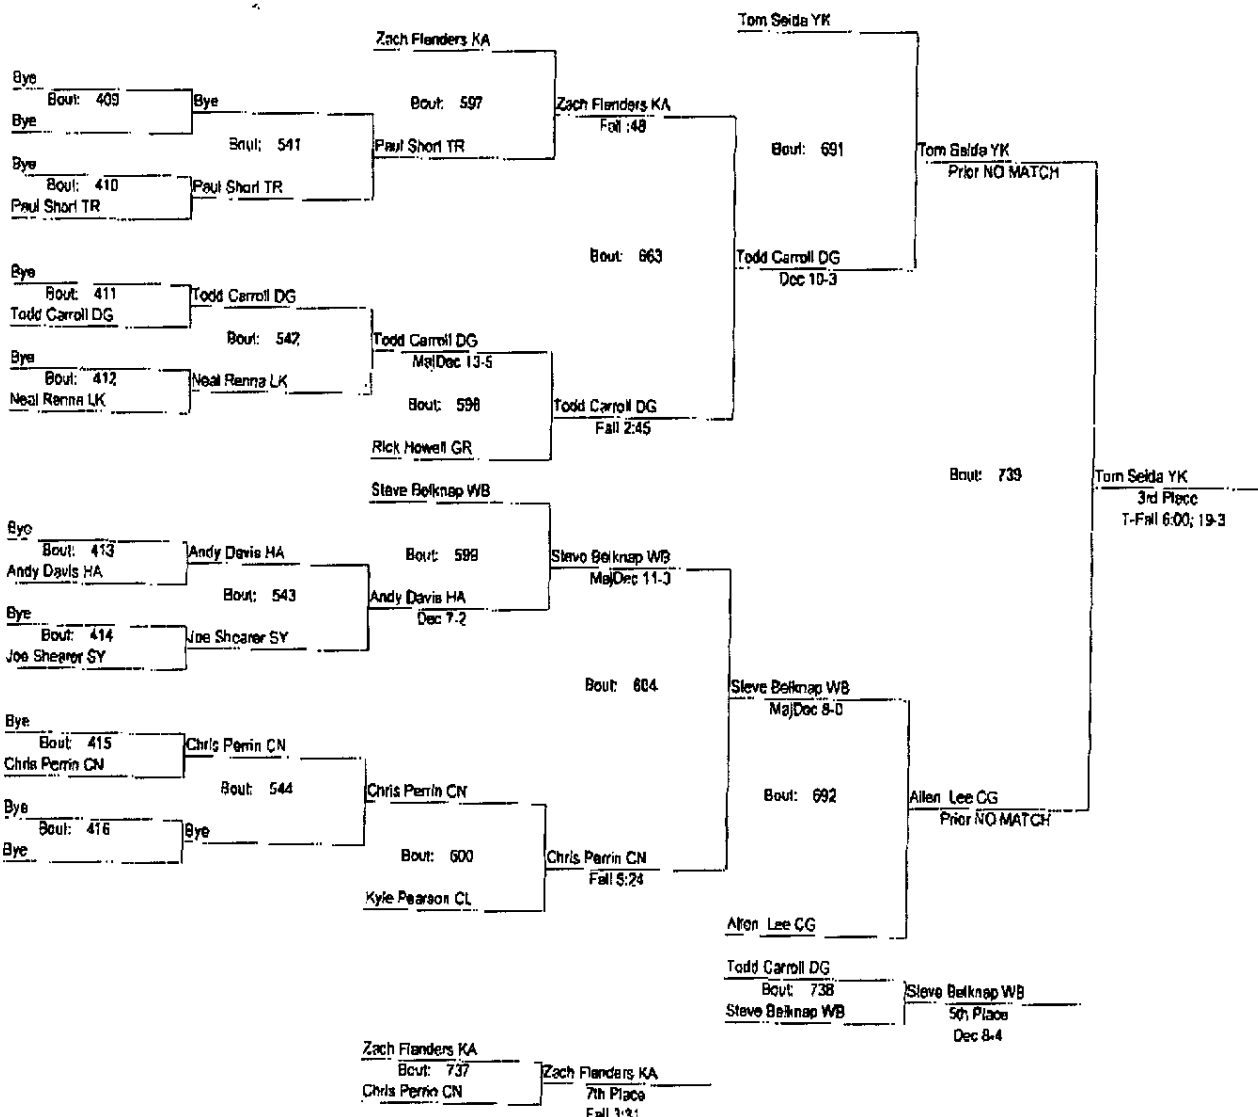 Tom Seida YK
Zach Flanders KA
Bye
Bout: 409
Bye
Bout: 597
Zach Flanders KA
Bye
Fall :48
Bout: 541
Paul Short TR
Bout: 691
Tom Seida YK
Bye
Prior NO MATCH
Bout: 410
Paul Short TR
Paul Short TR
Bout: 663
Todd Carroll DG
Bye
Dec 10-3
Bout: 411
Todd Carroll DG
Todd Carroll DG
Bout: 542
Todd Carroll DG
Bye
MajDec 13-5
Bout: 412
Neal Renna LK
Neal Renna LK
Bout: 598
Todd Carroll DG
Fall 2:45
Rick Howell GR
Bout: 739
Tom Seida YK
Steve Belknap WB
3rd Place
T-Fall 6:00; 19-3
Bye
Bout: 413
Andy Davis HA
Bout: 599
Steve Belknap WB
Andy Davis HA
MajDec 11-3
Bout: 543
Andy Davis HA
Bye
Dec 7-2
Bout: 414
Joe Shearer SY
Joe Shearer SY
Bout: 664
Steve Belknap WB
MajDec 8-0
Bye
Bout: 415
Chris Perrin CN
Chris Perrin CN
Bout: 544
Chris Perrin CN
Bout: 692
Allen Lee CG
Bye
Prior NO MATCH
Bout: 416
Bye
Bye
Bout: 600
Chris Perrin CN
Fall 5:24
Kyle Pearson CL
Allen Lee CG
Todd Carroll DG
Bout: 738
Steve Belknap WB
Steve Belknap WB
5th Place
Dec 8-4
Zach Flanders KA
Bout: 737
Zach Flanders KA
Chris Perrin CN
7th Place
Fall 3:31